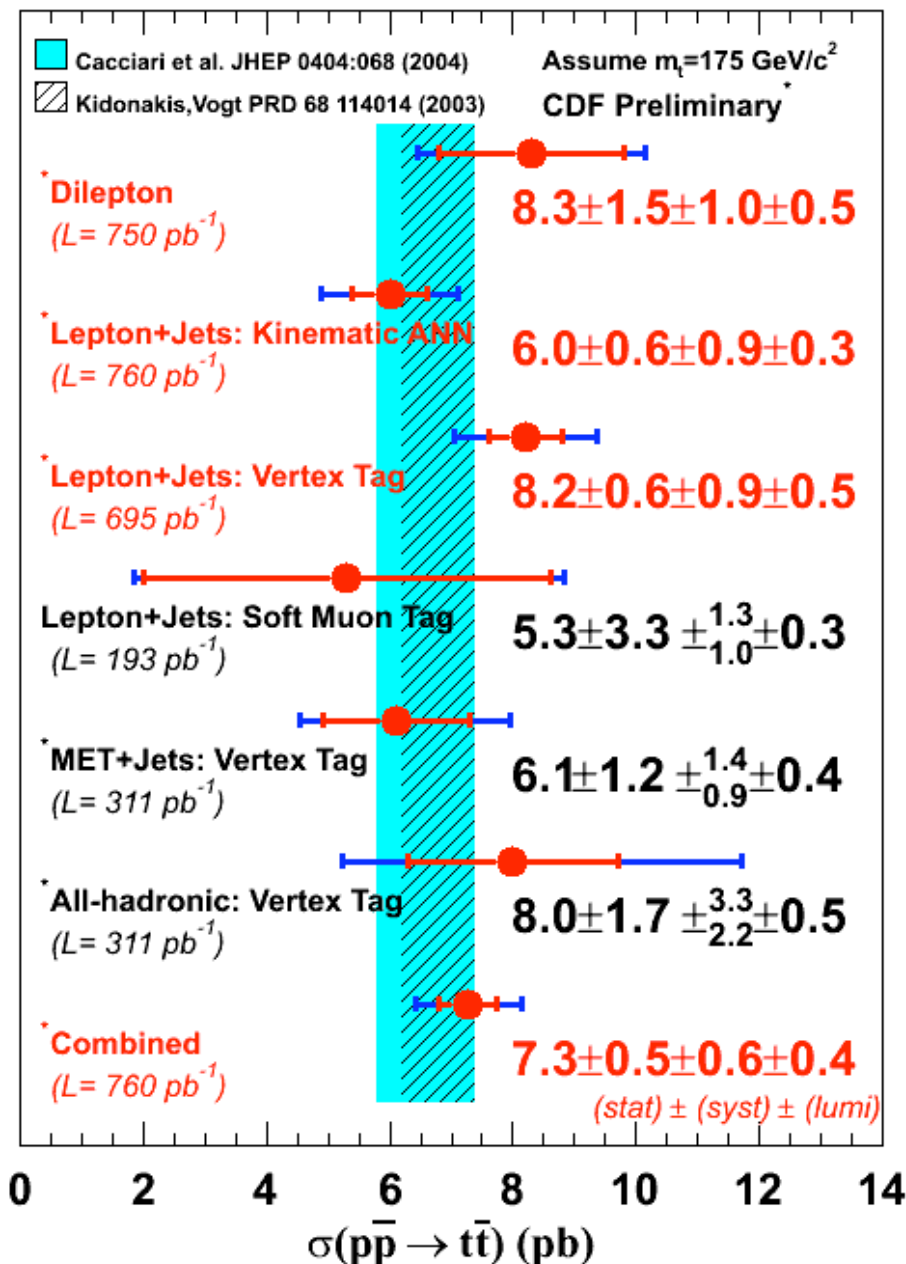 Cacciari et al. JHEP 0404:068 (2004)
Assume mₜ=175 GeV/c²
Kidonakis,Vogt PRD 68 114014 (2003)
CDF Preliminary*
*Dilepton
8.3±1.5±1.0±0.5
(L= 750 pb⁻¹)
*Lepton+Jets: Kinematic ANN
6.0±0.6±0.9±0.3
(L= 760 pb⁻¹)
*Lepton+Jets: Vertex Tag
8.2±0.6±0.9±0.5
(L= 695 pb⁻¹)
Lepton+Jets: Soft Muon Tag
5.3±3.3 ± 1.3 1.0 ±0.3
(L= 193 pb⁻¹)
*MET+Jets: Vertex Tag
6.1±1.2 ± 1.4 0.9 ±0.4
(L= 311 pb⁻¹)
*All-hadronic: Vertex Tag
8.0±1.7 ± 3.3 2.2 ±0.5
(L= 311 pb⁻¹)
*Combined
7.3±0.5±0.6±0.4
(L= 760 pb⁻¹)
(stat) ± (syst) ± (lumi)
0 2 4 6 8 10 12 14
σ(pp̅ → tt̅) (pb)